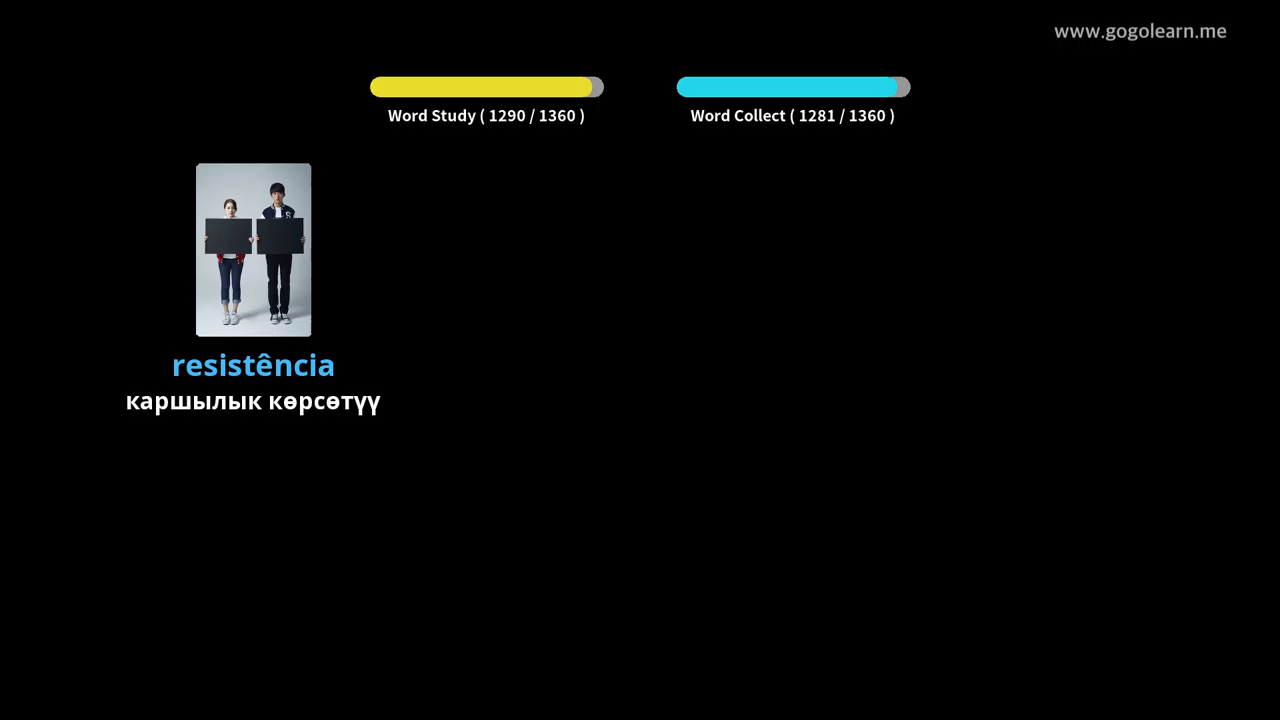 www.gogolearn.me
Word Study ( 1290 / 1360 )
Word Collect ( 1281 / 1360 )
resistência
каршылык көрсөтүү